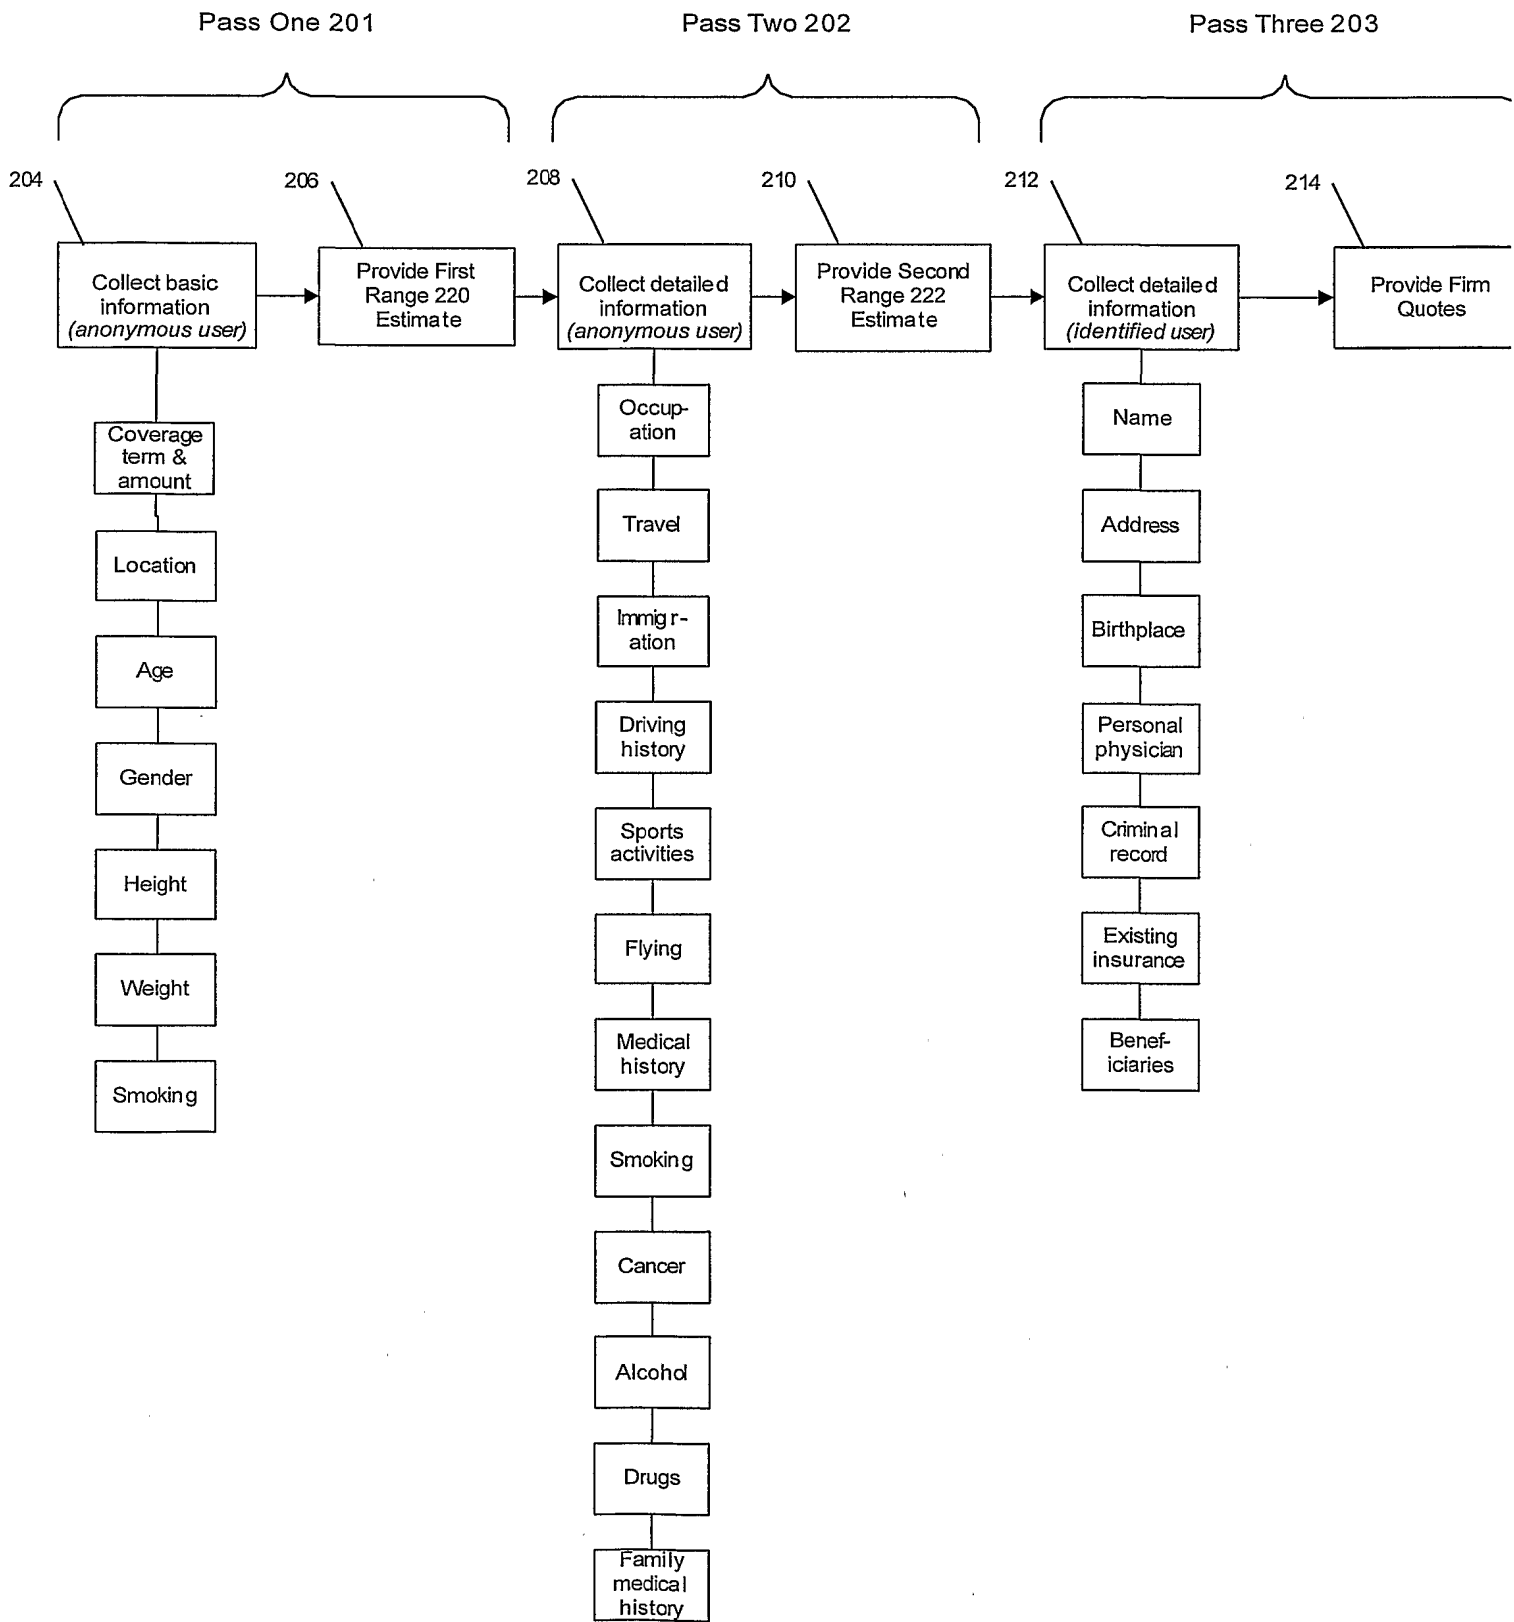 Pass One 201
Pass Two 202
Pass Three 203
204
206
208
210
212
214
Collect basic
information
(anonymous user)
Provide First
Range 220
Estimate
Collect detailed
information
(anonymous user)
Provide Second
Range 222
Estimate
Collect detailed
information
(identified user)
Provide Firm
Quotes
Coverage
term &
amount
Location
Age
Gender
Height
Weight
Smoking
Occup-
ation
Travel
Immigr-
ation
Driving
history
Sports
activities
Flying
Medical
history
Smoking
Cancer
Alcohol
Drugs
Family
medical
history
Name
Address
Birthplace
Personal
physician
Criminal
record
Existing
insurance
Benef-
iciaries